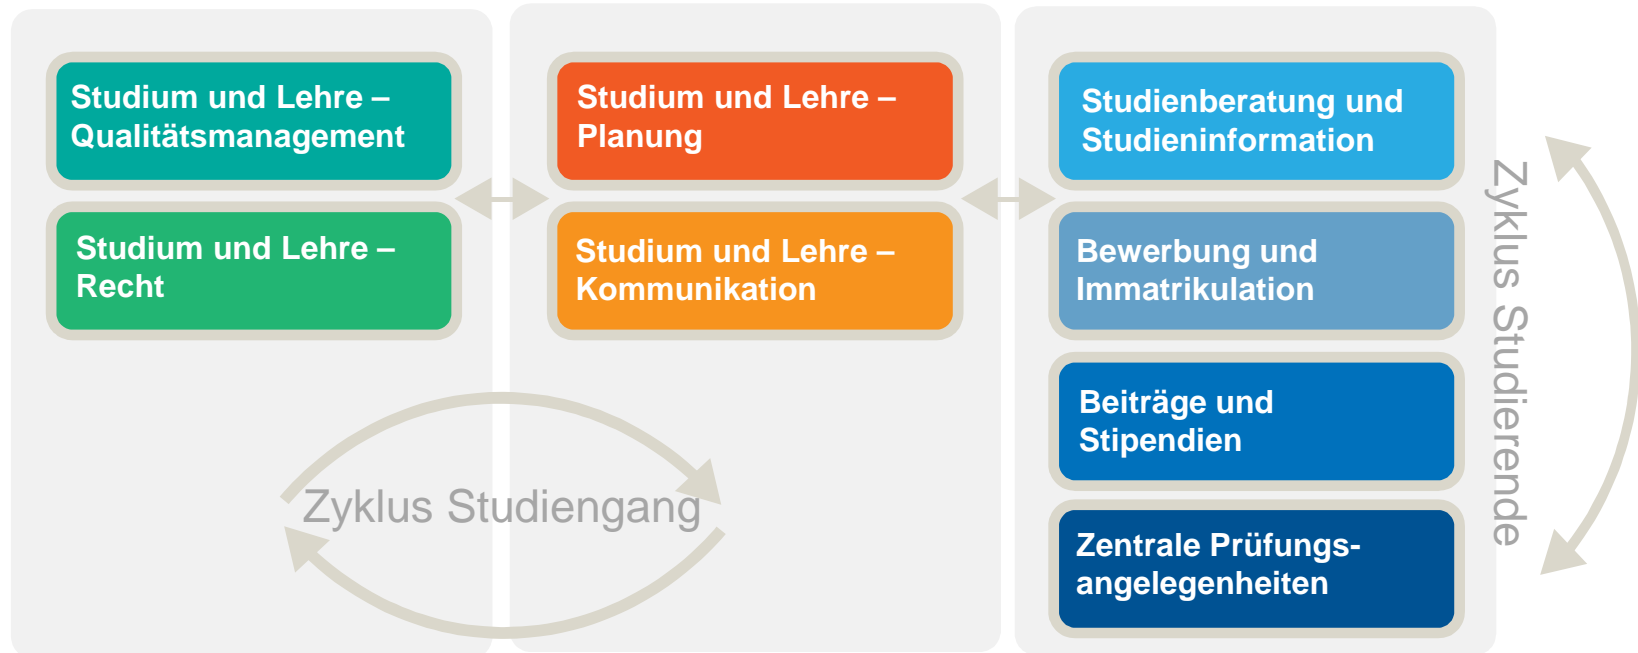 Studium und Lehre –
Qualitätsmanagement
Studium und Lehre –
Recht
Studium und Lehre –
Planung
Studium und Lehre –
Kommunikation
Studienberatung und
Studieninformation
Bewerbung und
Immatrikulation
Beiträge und
Stipendien
Zentrale Prüfungs-
angelegenheiten
Zyklus Studiengang
Zyklus Studierende